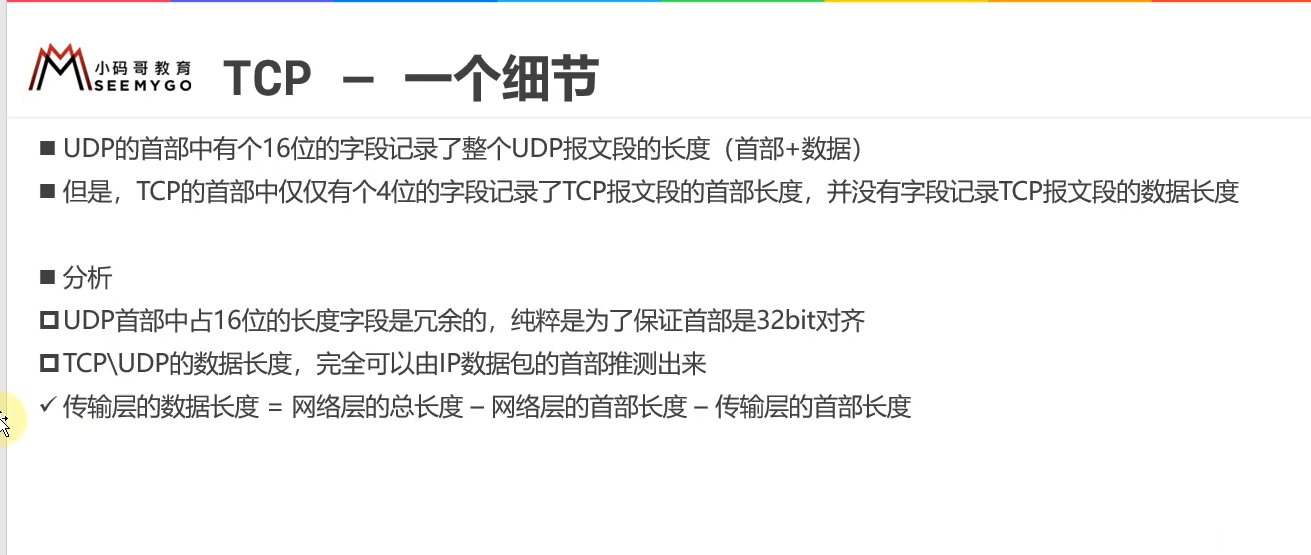 小码哥教育
SEEMYGO
TCP – 一个细节
■ UDP的首部中有个16位的字段记录了整个UDP报文段的长度（首部+数据）
■ 但是，TCP的首部中仅仅有个4位的字段记录了TCP报文段的首部长度，并没有字段记录TCP报文段的数据长度
■ 分析
UDP首部中占16位的长度字段是冗余的，纯粹是为了保证首部是32bit对齐
TCP\UDP的数据长度，完全可以由IP数据包的首部推测出来
✓ 传输层的数据长度 = 网络层的总长度 – 网络层的首部长度 – 传输层的首部长度